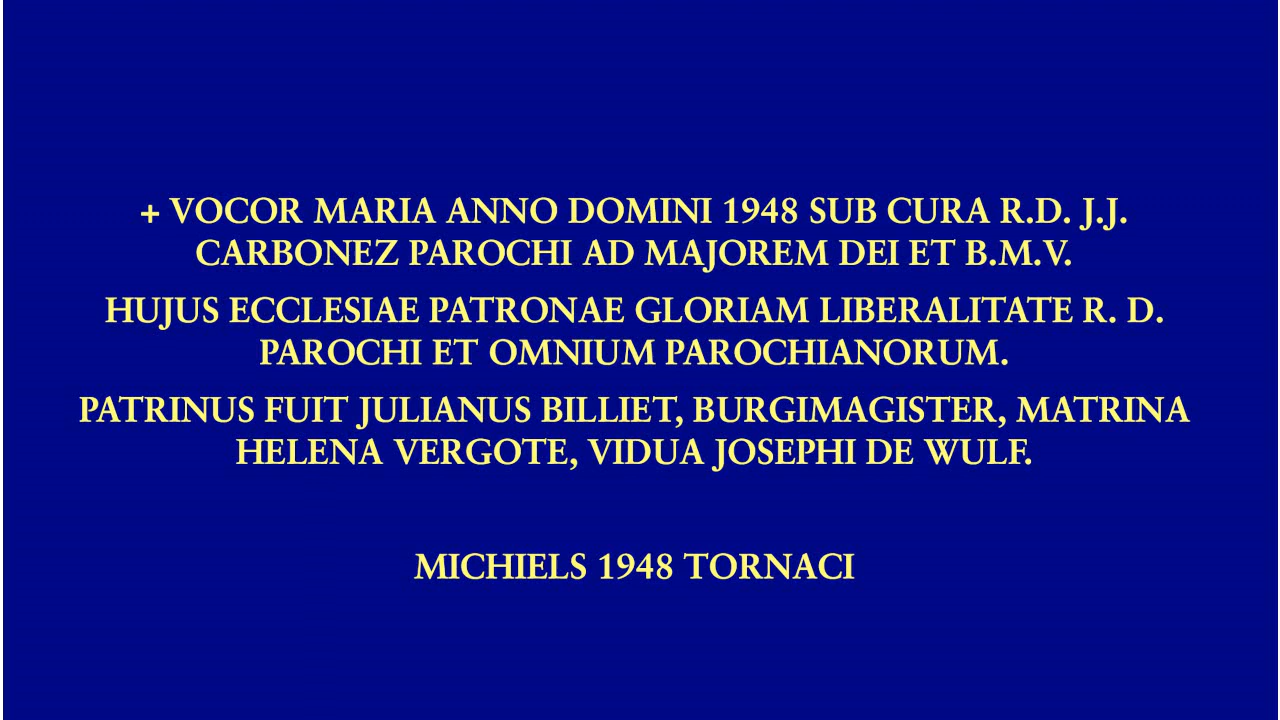 + VOCOR MARIA ANNO DOMINI 1948 SUB CURA R.D. J.J.
CARBONEZ PAROCHI AD MAJOREM DEI ET B.M.V.
HUJUS ECCLESIAE PATRONAE GLORIAM LIBERALITATE R. D.
PAROCHI ET OMNIUM PAROCHIANORUM.
PATRINUS FUIT JULIANUS BILLIET, BURGIMAGISTER, MATRINA
HELENA VERGOTE, VIDUA JOSEPHI DE WULF.
MICHIELS 1948 TORNACI